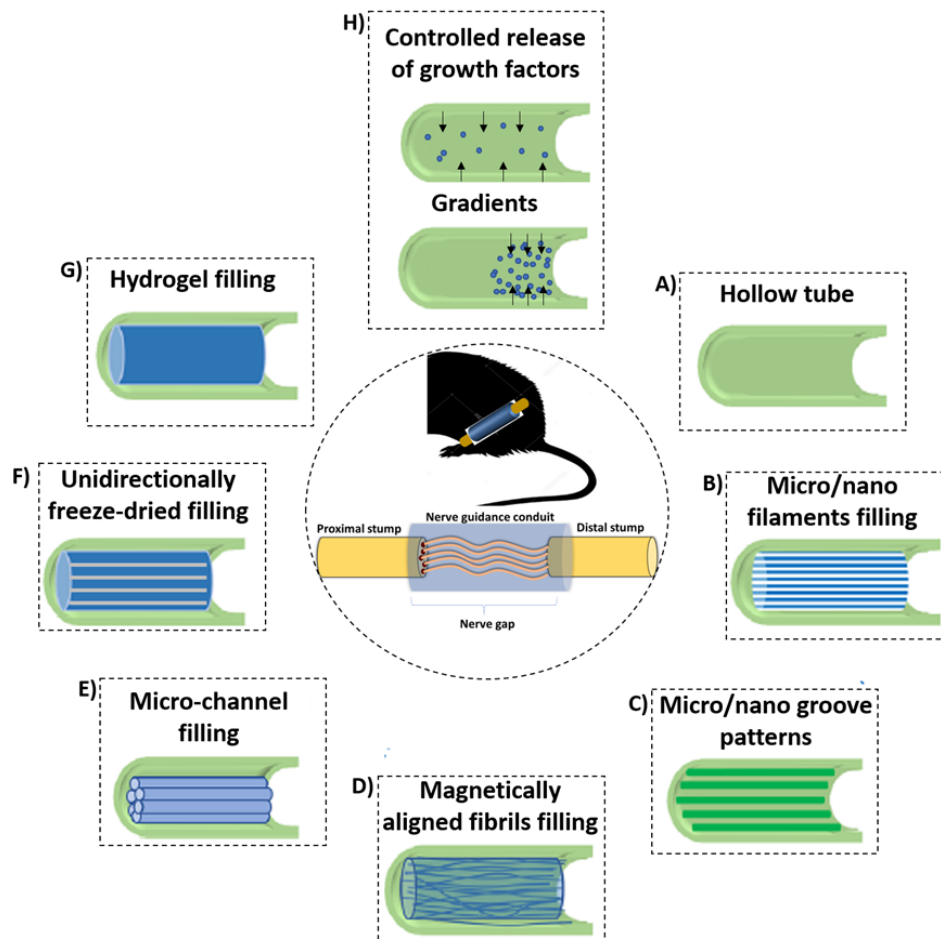 H)
Controlled release
of growth factors
Gradients
G)
Hydrogel filling
A)
Hollow tube
F)
Unidirectionally
freeze-dried filling
B)
Micro/nano
filaments filling
Nerve guidance conduit
Proximal stump
Distal stump
Nerve gap
E)
Micro-channel
filling
C)
Micro/nano groove
patterns
D)
Magnetically
aligned fibrils filling